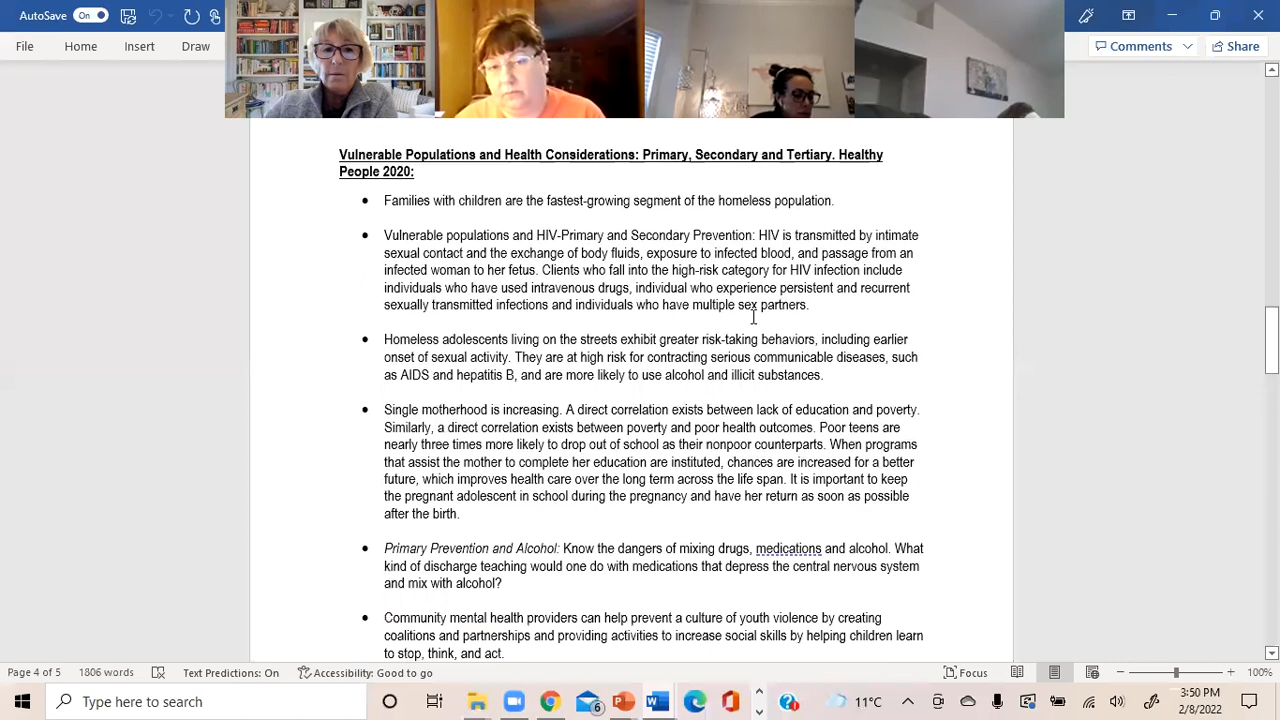 File Home Insert Draw Comments Share
Vulnerable Populations and Health Considerations: Primary, Secondary and Tertiary. Healthy
People 2020:
• Families with children are the fastest-growing segment of the homeless population.
• Vulnerable populations and HIV-Primary and Secondary Prevention: HIV is transmitted by intimate
sexual contact and the exchange of body fluids, exposure to infected blood, and passage from an
infected woman to her fetus. Clients who fall into the high-risk category for HIV infection include
individuals who have used intravenous drugs, individual who experience persistent and recurrent
sexually transmitted infections and individuals who have multiple sex partners.
• Homeless adolescents living on the streets exhibit greater risk-taking behaviors, including earlier
onset of sexual activity. They are at high risk for contracting serious communicable diseases, such
as AIDS and hepatitis B, and are more likely to use alcohol and illicit substances.
• Single motherhood is increasing. A direct correlation exists between lack of education and poverty.
Similarly, a direct correlation exists between poverty and poor health outcomes. Poor teens are
nearly three times more likely to drop out of school as their nonpoor counterparts. When programs
that assist the mother to complete her education are instituted, chances are increased for a better
future, which improves health care over the long term across the life span. It is important to keep
the pregnant adolescent in school during the pregnancy and have her return as soon as possible
after the birth.
• Primary Prevention and Alcohol: Know the dangers of mixing drugs, medications and alcohol. What
kind of discharge teaching would one do with medications that depress the central nervous system
and mix with alcohol?
• Community mental health providers can help prevent a culture of youth violence by creating
coalitions and partnerships and providing activities to increase social skills by helping children learn
to stop, think, and act.
Page 4 of 5 1806 words Text Predictions: On Accessibility: Good to go Focus 100%
Type here to search 6 11°C 3:50 PM
2/8/2022